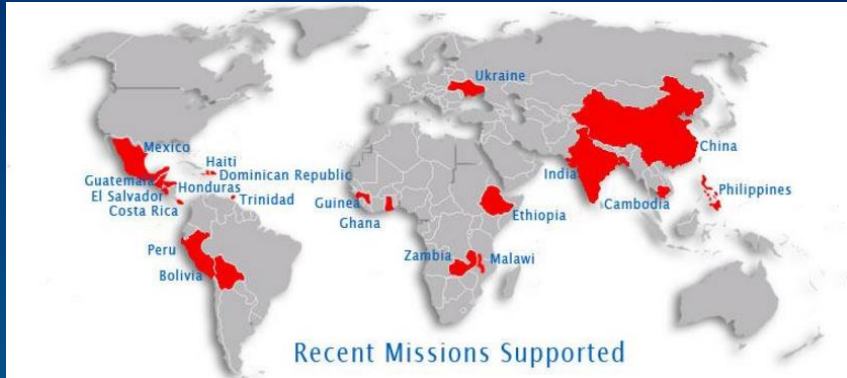 Ukraine
Mexico
China
Haiti
Dominican Republic
India
Guatemala
Honduras
Philippines
El Salvador
Trinidad
Guinea
Cambodia
Costa Rica
Ethiopia
Ghana
Peru
Zambia
Malawi
Bolivia
Recent Missions Supported